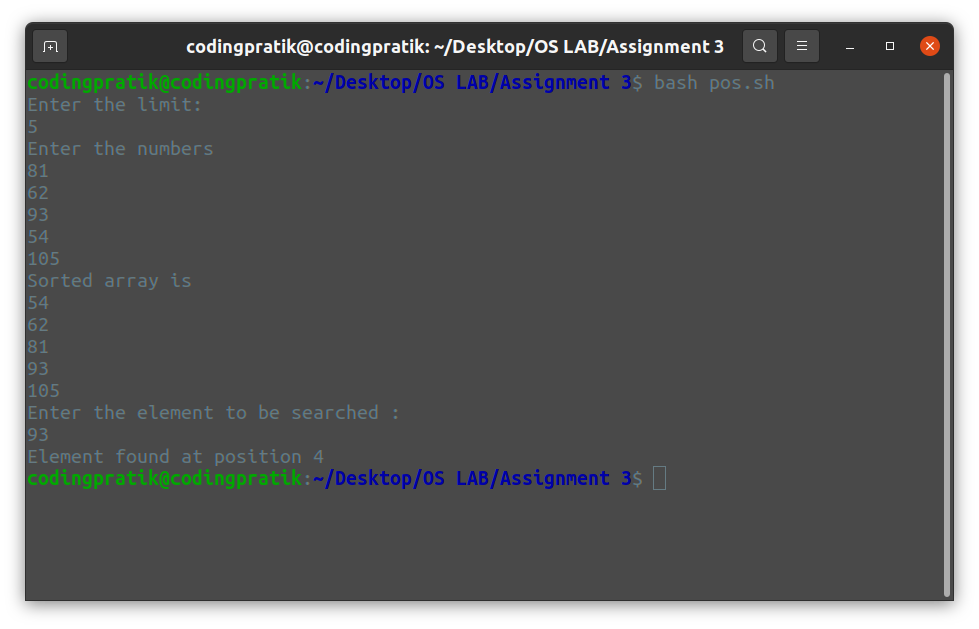 codingpratik@codingpratik: ~/Desktop/OS LAB/Assignment 3
codingpratik@codingpratik:~/Desktop/OS LAB/Assignment 3$ bash pos.sh
Enter the limit:
5
Enter the numbers
81
62
93
54
105
Sorted array is
54
62
81
93
105
Enter the element to be searched :
93
Element found at position 4
codingpratik@codingpratik:~/Desktop/OS LAB/Assignment 3$